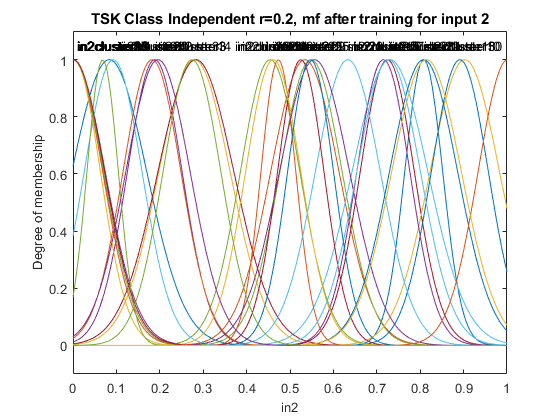 TSK Class Independent r=0.2, mf after training for input 2
1
0.8
0.6
0.4
0.2
0
Degree of membership
0 0.1 0.2 0.3 0.4 0.5 0.6 0.7 0.8 0.9 1
in2